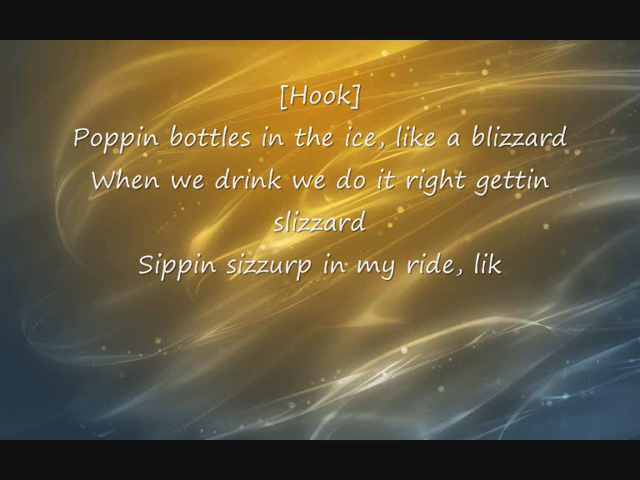 [Hook]
Poppin bottles in the ice, like a blizzard
When we drink we do it right gettin
slizzard
Sippin sizzurp in my ride, lik